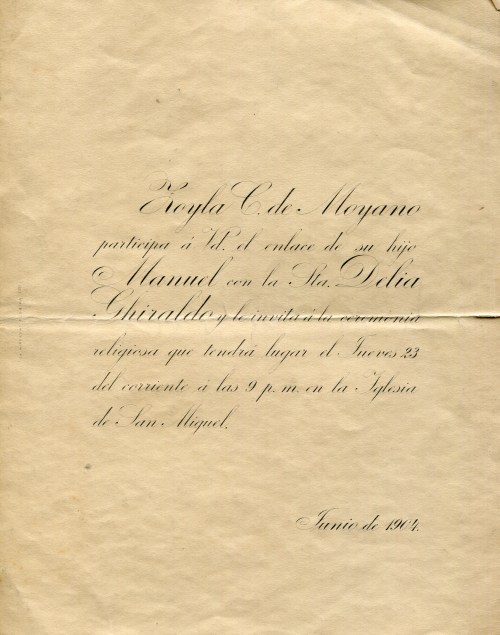 Zoyla C. de Moyano
participa á Vd. el enlace de su hijo
Manuel con la Sta. Delia
Ghiraldo y le invita á la ceremonia
religiosa que tendrá lugar el Jueves 23
del corriente á las 9 p. m. en la Iglesia
de San Miguel.
Junio de 1904.